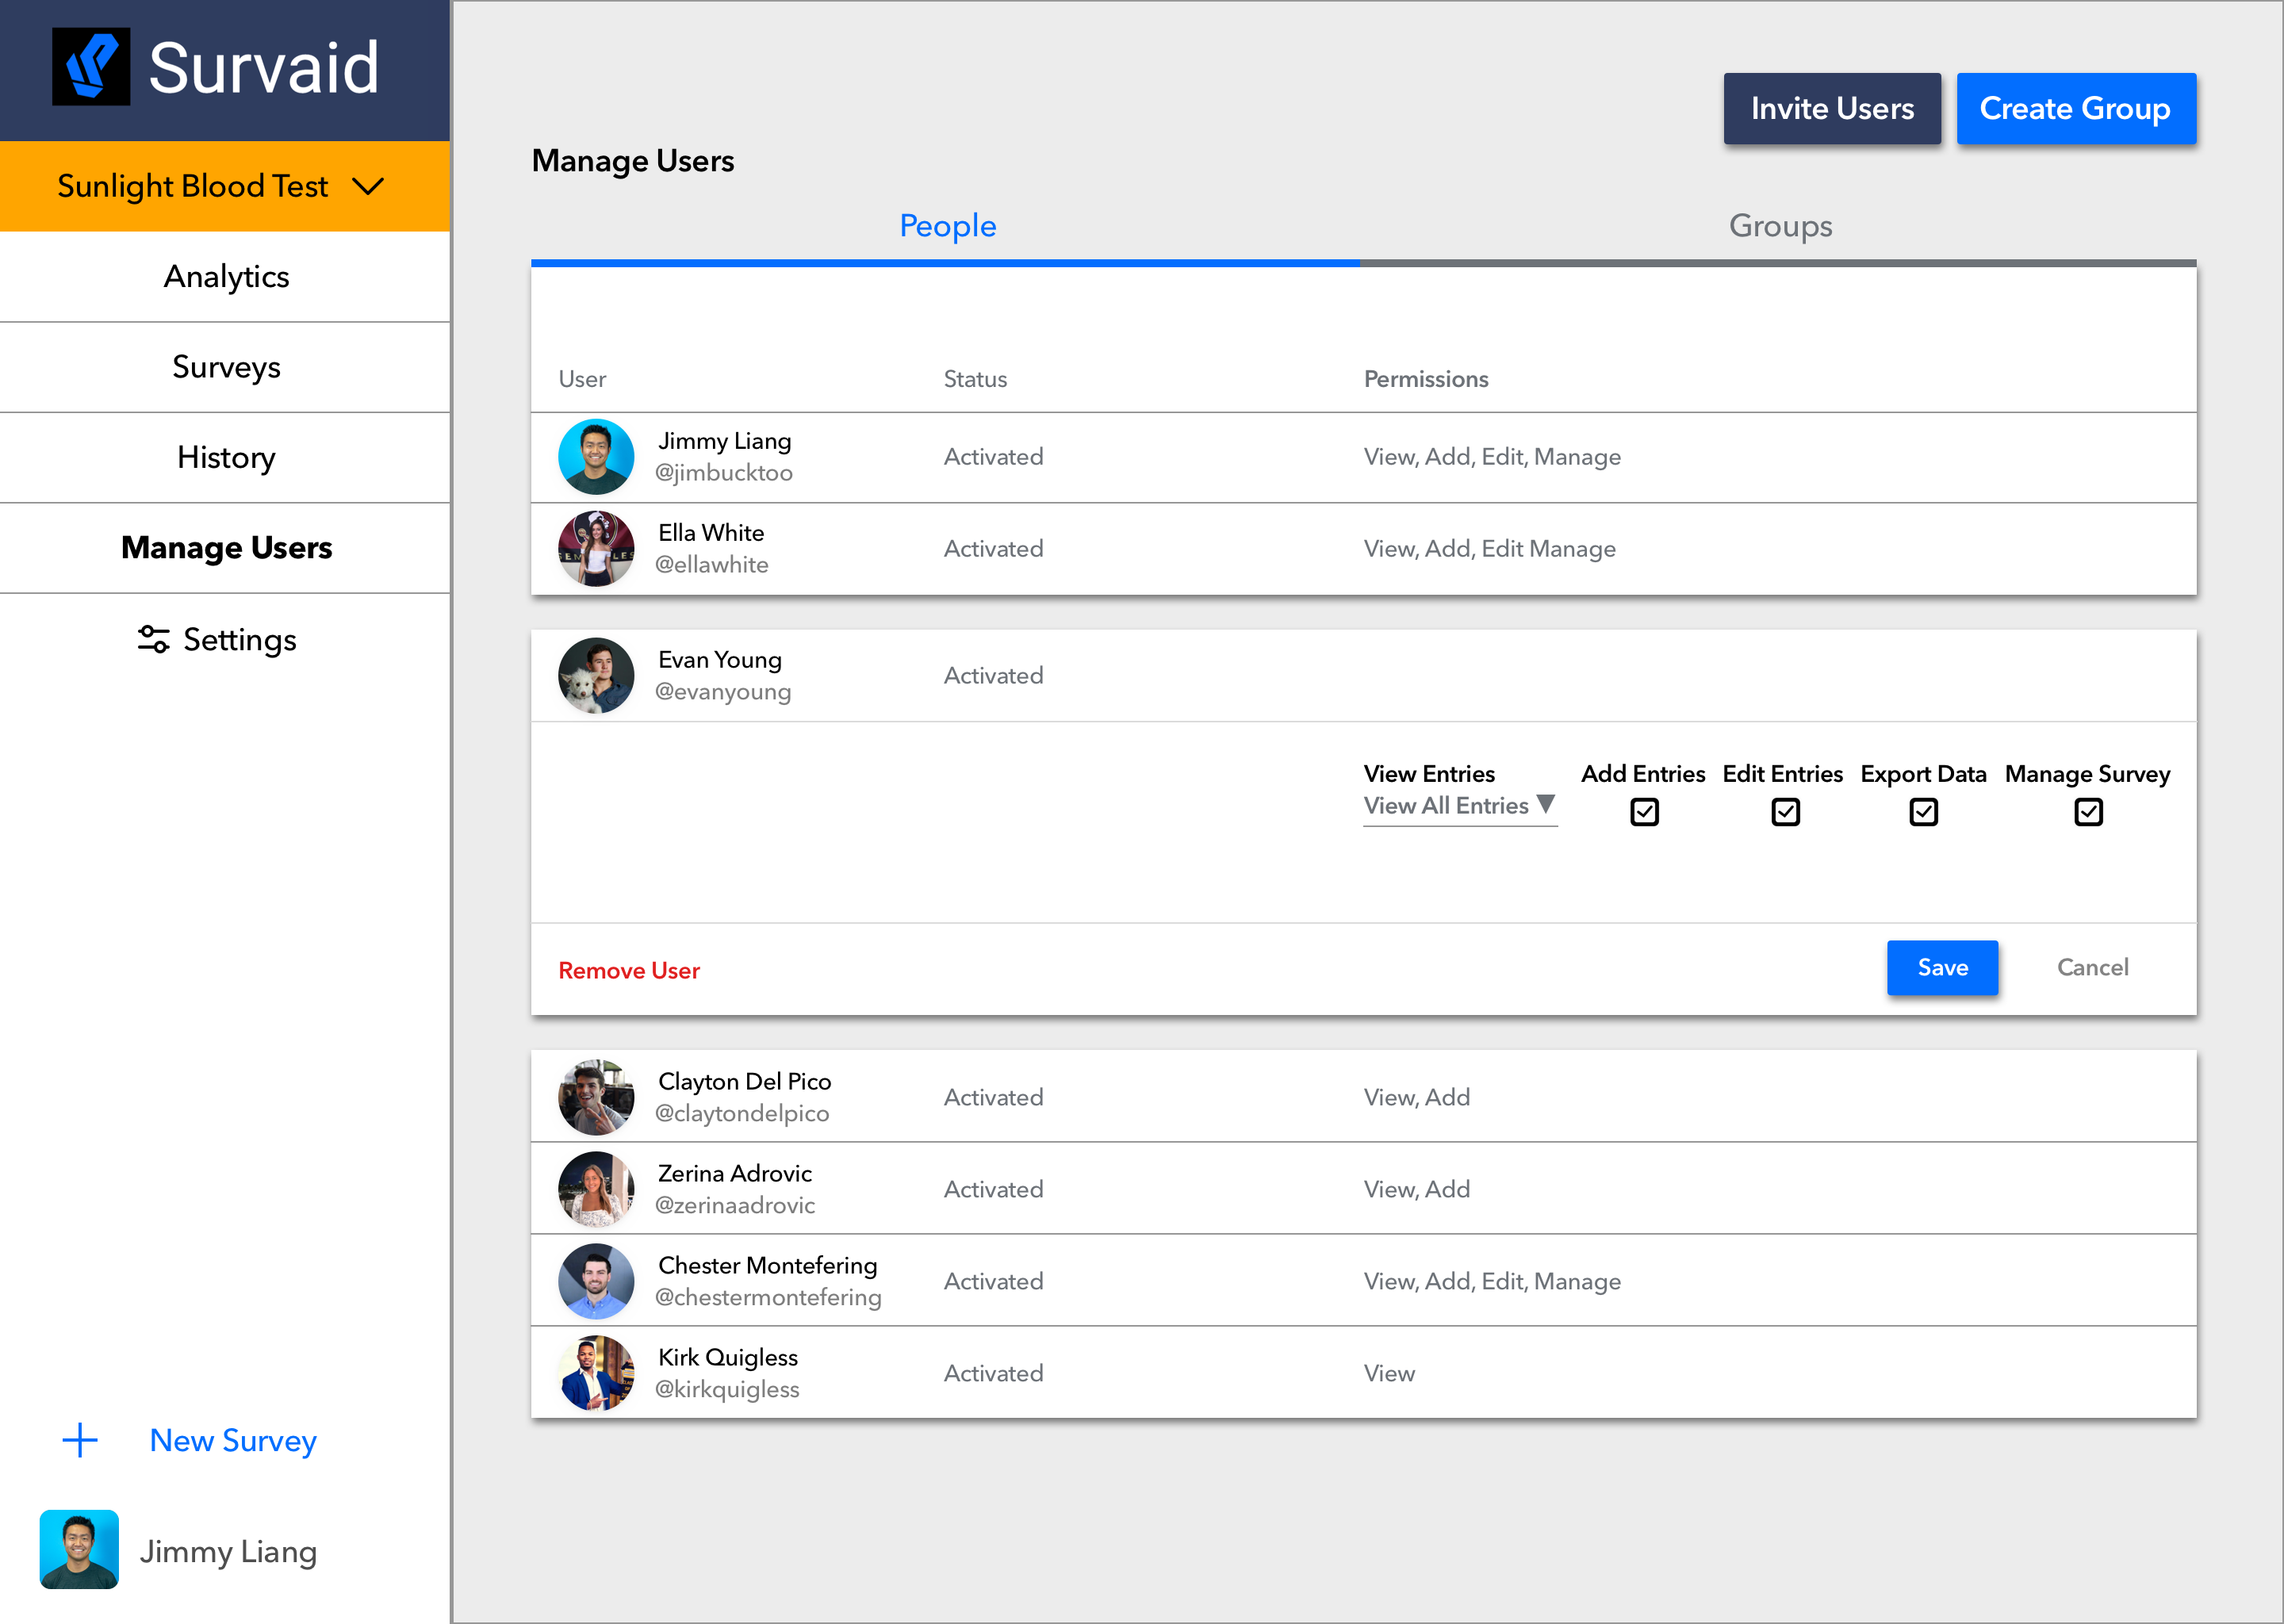 Survaid
Sunlight Blood Test
Analytics
Surveys
History
Manage Users
Settings
New Survey
Jimmy Liang
Invite Users
Create Group
Manage Users
People
Groups
User Status Permissions
Jimmy Liang
@jimbucktoo
Activated
View, Add, Edit, Manage
Ella White
@ellawhite
Activated
View, Add, Edit Manage
Evan Young
@evanyoung
Activated
View Entries Add Entries Edit Entries Export Data Manage Survey
View All Entries
Remove User
Save
Cancel
Clayton Del Pico
@claytondelpico
Activated
View, Add
Zerina Adrovic
@zerinaadrovic
Activated
View, Add
Chester Montefering
@chestermontefering
Activated
View, Add, Edit, Manage
Kirk Quigless
@kirkquigless
Activated
View